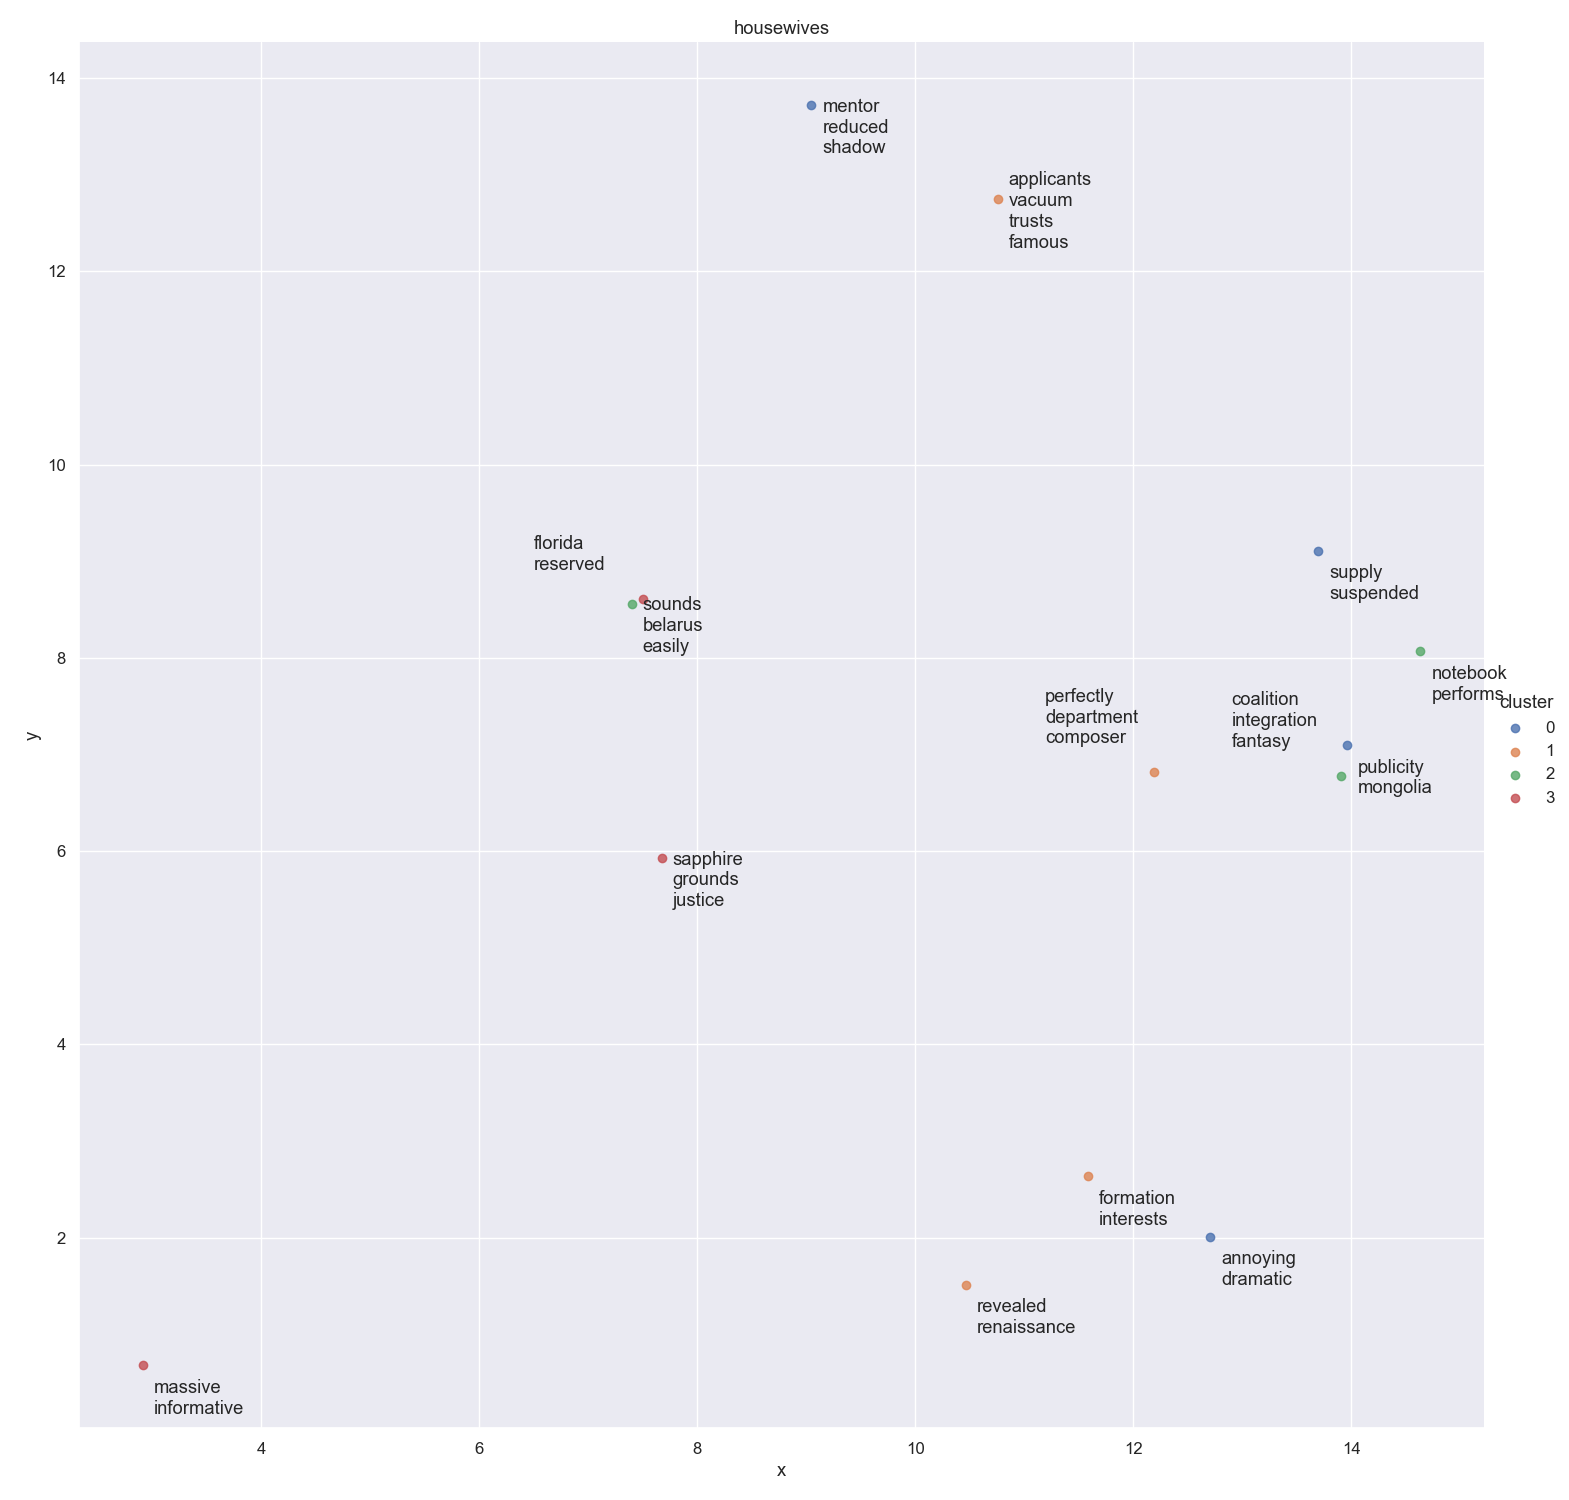 housewives
14
12
10
8
6
4
2
y
mentor
reduced
shadow
applicants
vacuum
trusts
famous
florida
reserved
sounds
belarus
easily
supply
suspended
notebook
performs
perfectly
department
composer
coalition
integration
fantasy
publicity
mongolia
sapphire
grounds
justice
formation
interests
annoying
dramatic
revealed
renaissance
massive
informative
4
6
8
10
12
14
x
cluster
0
1
2
3